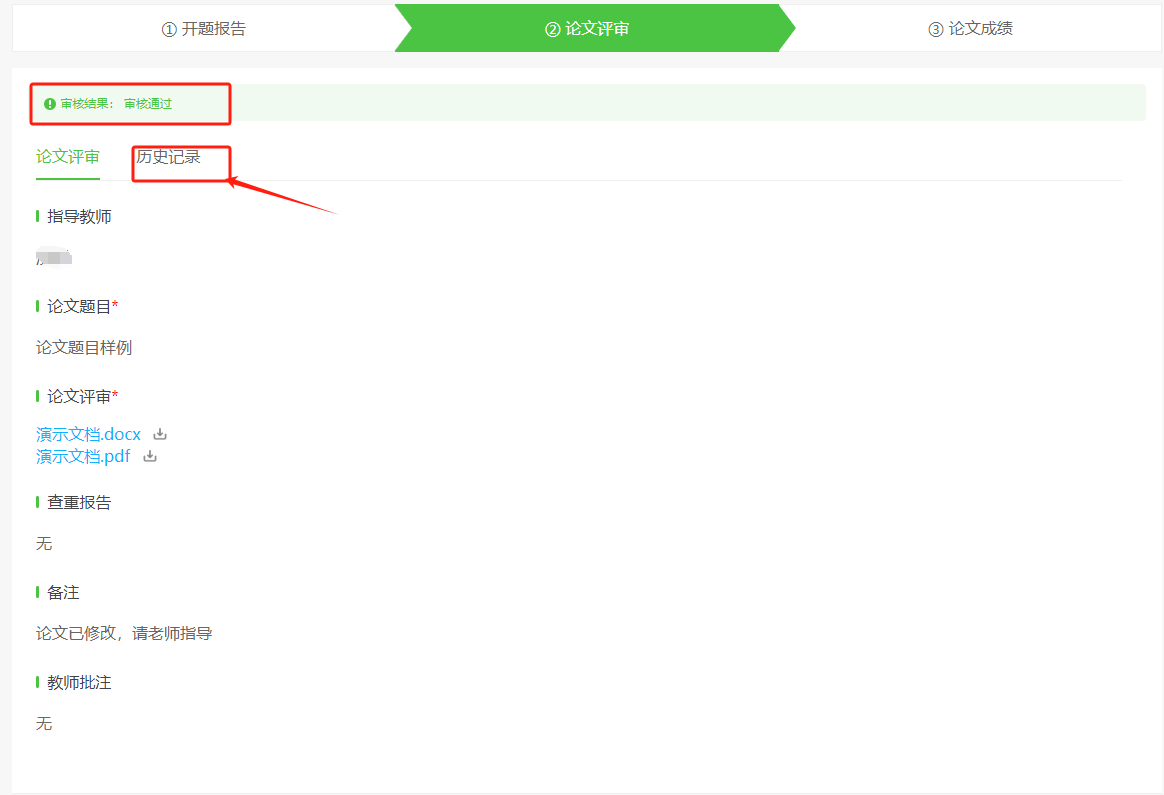 ① 开题报告
② 论文评审
③ 论文成绩
审核结果： 审核通过
论文评审 历史记录
指导教师
论文题目*
论文题目样例
论文评审*
演示文档.docx
演示文档.pdf
查重报告
无
备注
论文已修改，请老师指导
教师批注
无